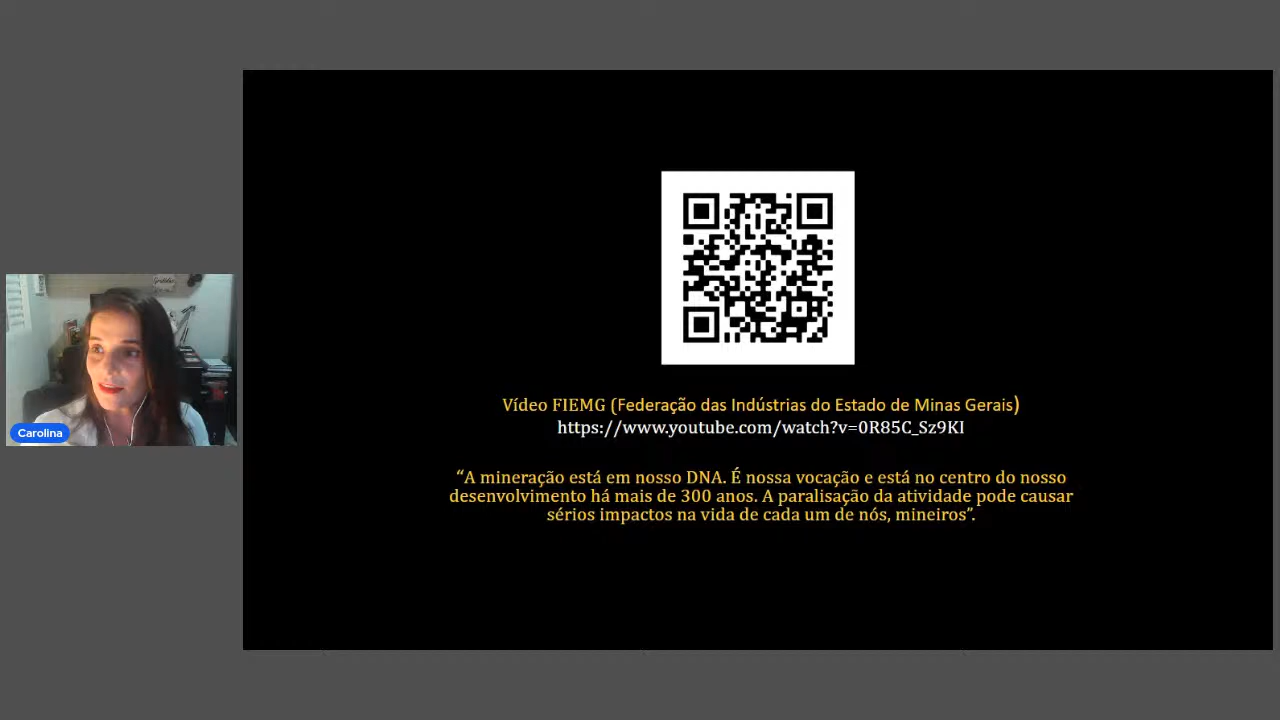 Vídeo FIEMG (Federação das Indústrias do Estado de Minas Gerais)
https://www.youtube.com/watch?v=0R85C_Sz9KI
“A mineração está em nosso DNA. É nossa vocação e está no centro do nosso
desenvolvimento há mais de 300 anos. A paralisação da atividade pode causar
sérios impactos na vida de cada um de nós, mineiros”.
Carolina